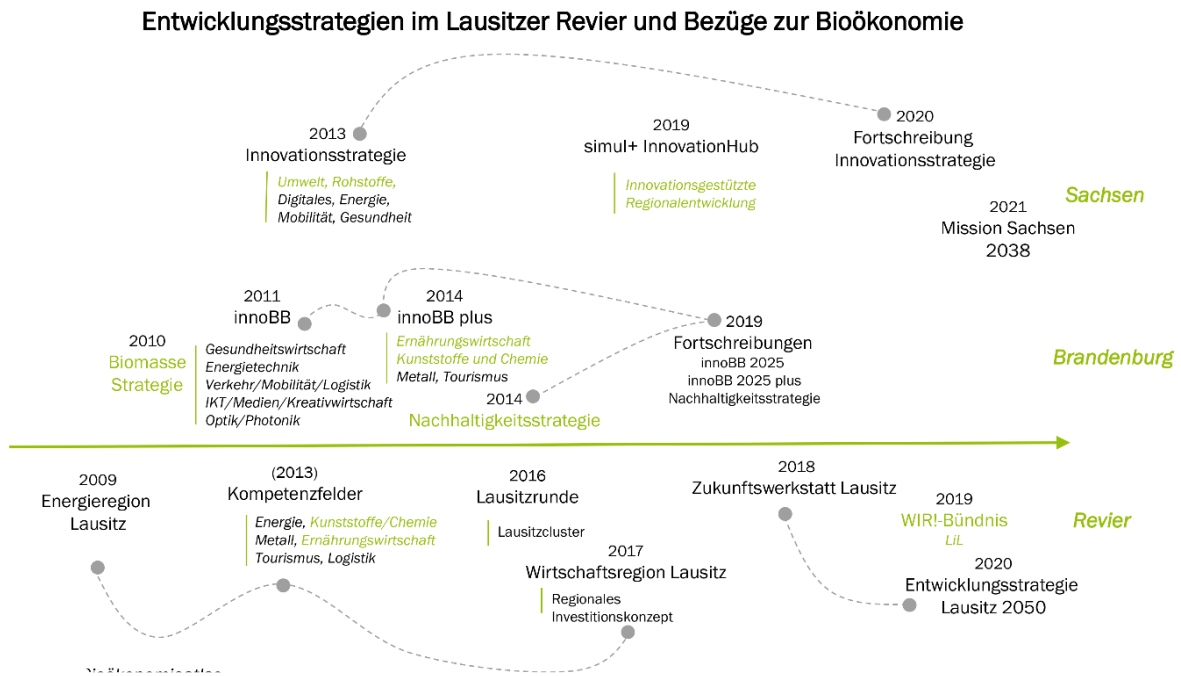 Entwicklungsstrategien im Lausitzer Revier und Bezüge zur Bioökonomie
2013
Innovationsstrategie
Umwelt, Rohstoffe,
Digitales, Energie,
Mobilität, Gesundheit
2019
simul+ InnovationHub
Innovationsgestützte
Regionalentwicklung
2020
Fortschreibung
Innovationsstrategie
2021
Mission Sachsen
2038
Sachsen
2010
Biomasse
Strategie
2011
innoBB
Gesundheitswirtschaft
Energietechnik
Verkehr/Mobilität/Logistik
IKT/Medien/Kreativwirtschaft
Optik/Photonik
2014
innoBB plus
Ernährungswirtschaft
Kunststoffe und Chemie
Metall, Tourismus
2014
Nachhaltigkeitsstrategie
2019
Fortschreibungen
innoBB 2025
innoBB 2025 plus
Nachhaltigkeitsstrategie
Brandenburg
2009
Energieregion
Lausitz
(2013)
Kompetenzfelder
Energie, Kunststoffe/Chemie
Metall, Ernährungswirtschaft
Tourismus, Logistik
2016
Lausitzrunde
Lausitzcluster
2017
Wirtschaftsregion Lausitz
Regionales
Investitionskonzept
2018
Zukunftswerkstatt Lausitz
2019
WIR!-Bündnis
LiL
2020
Entwicklungsstrategie
Lausitz 2050
Revier